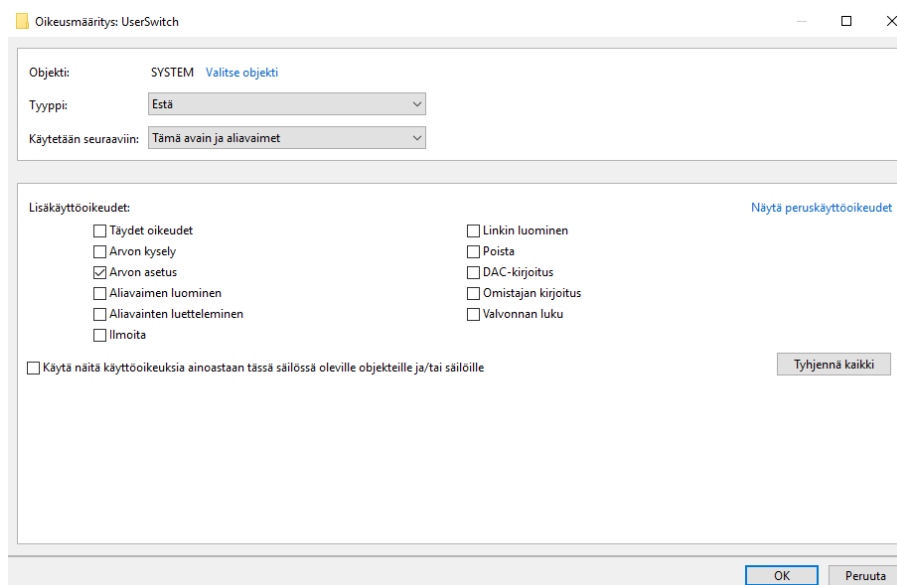 Oikeusmääritys: UserSwitch
Objekti: SYSTEM Valitse objekti
Tyyppi: Estä
Käytetään seuraaviin: Tämä avain ja aliavaimet
Lisäkäyttöoikeudet: Näytä peruskäyttöoikeudet
Täydet oikeudet Linkin luominen
Arvon kysely Poista
Arvon asetus DAC-kirjoitus
Aliavaimen luominen Omistajan kirjoitus
Aliavainten luetteleminen Valvonnan luku
Ilmoita
Käytä näitä käyttöoikeuksia ainoastaan tässä säilössä oleville objekteille ja/tai säilöille Tyhjennä kaikki
OK Peruuta